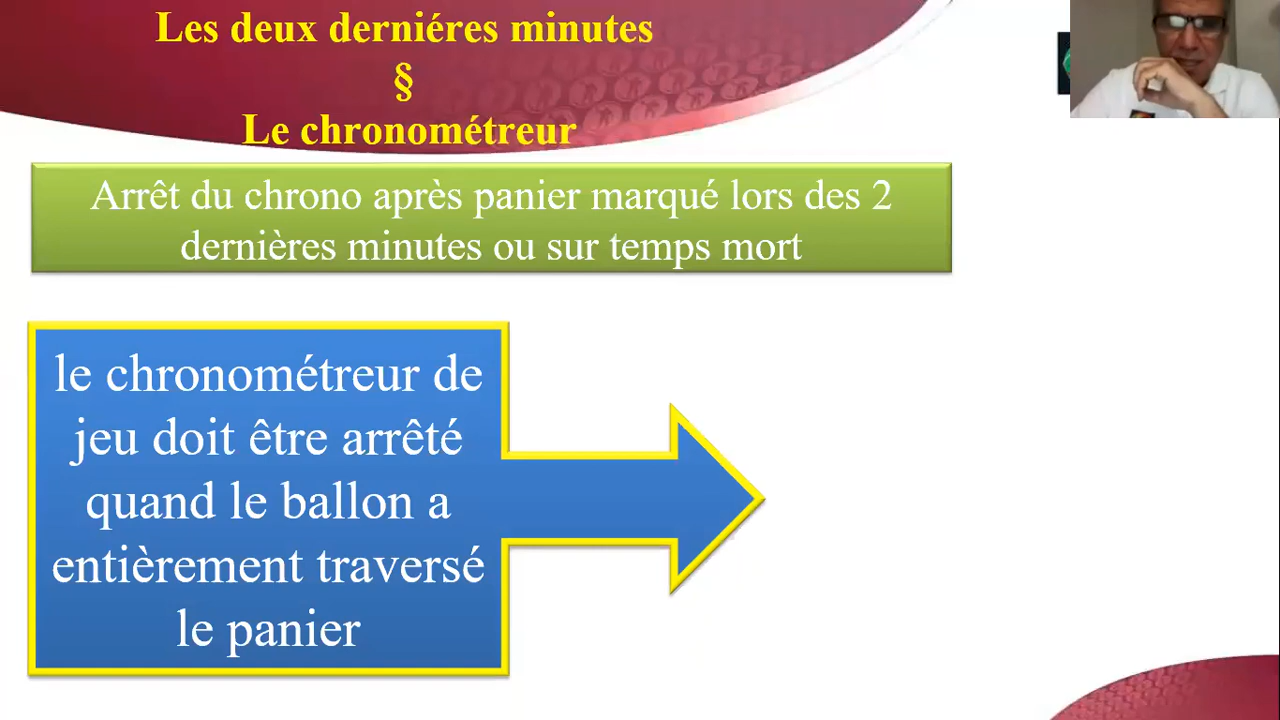 Les deux derniéres minutes
§
Le chronométreur
Arrêt du chrono après panier marqué lors des 2
dernières minutes ou sur temps mort
le chronométreur de
jeu doit être arrêté
quand le ballon a
entièrement traversé
le panier